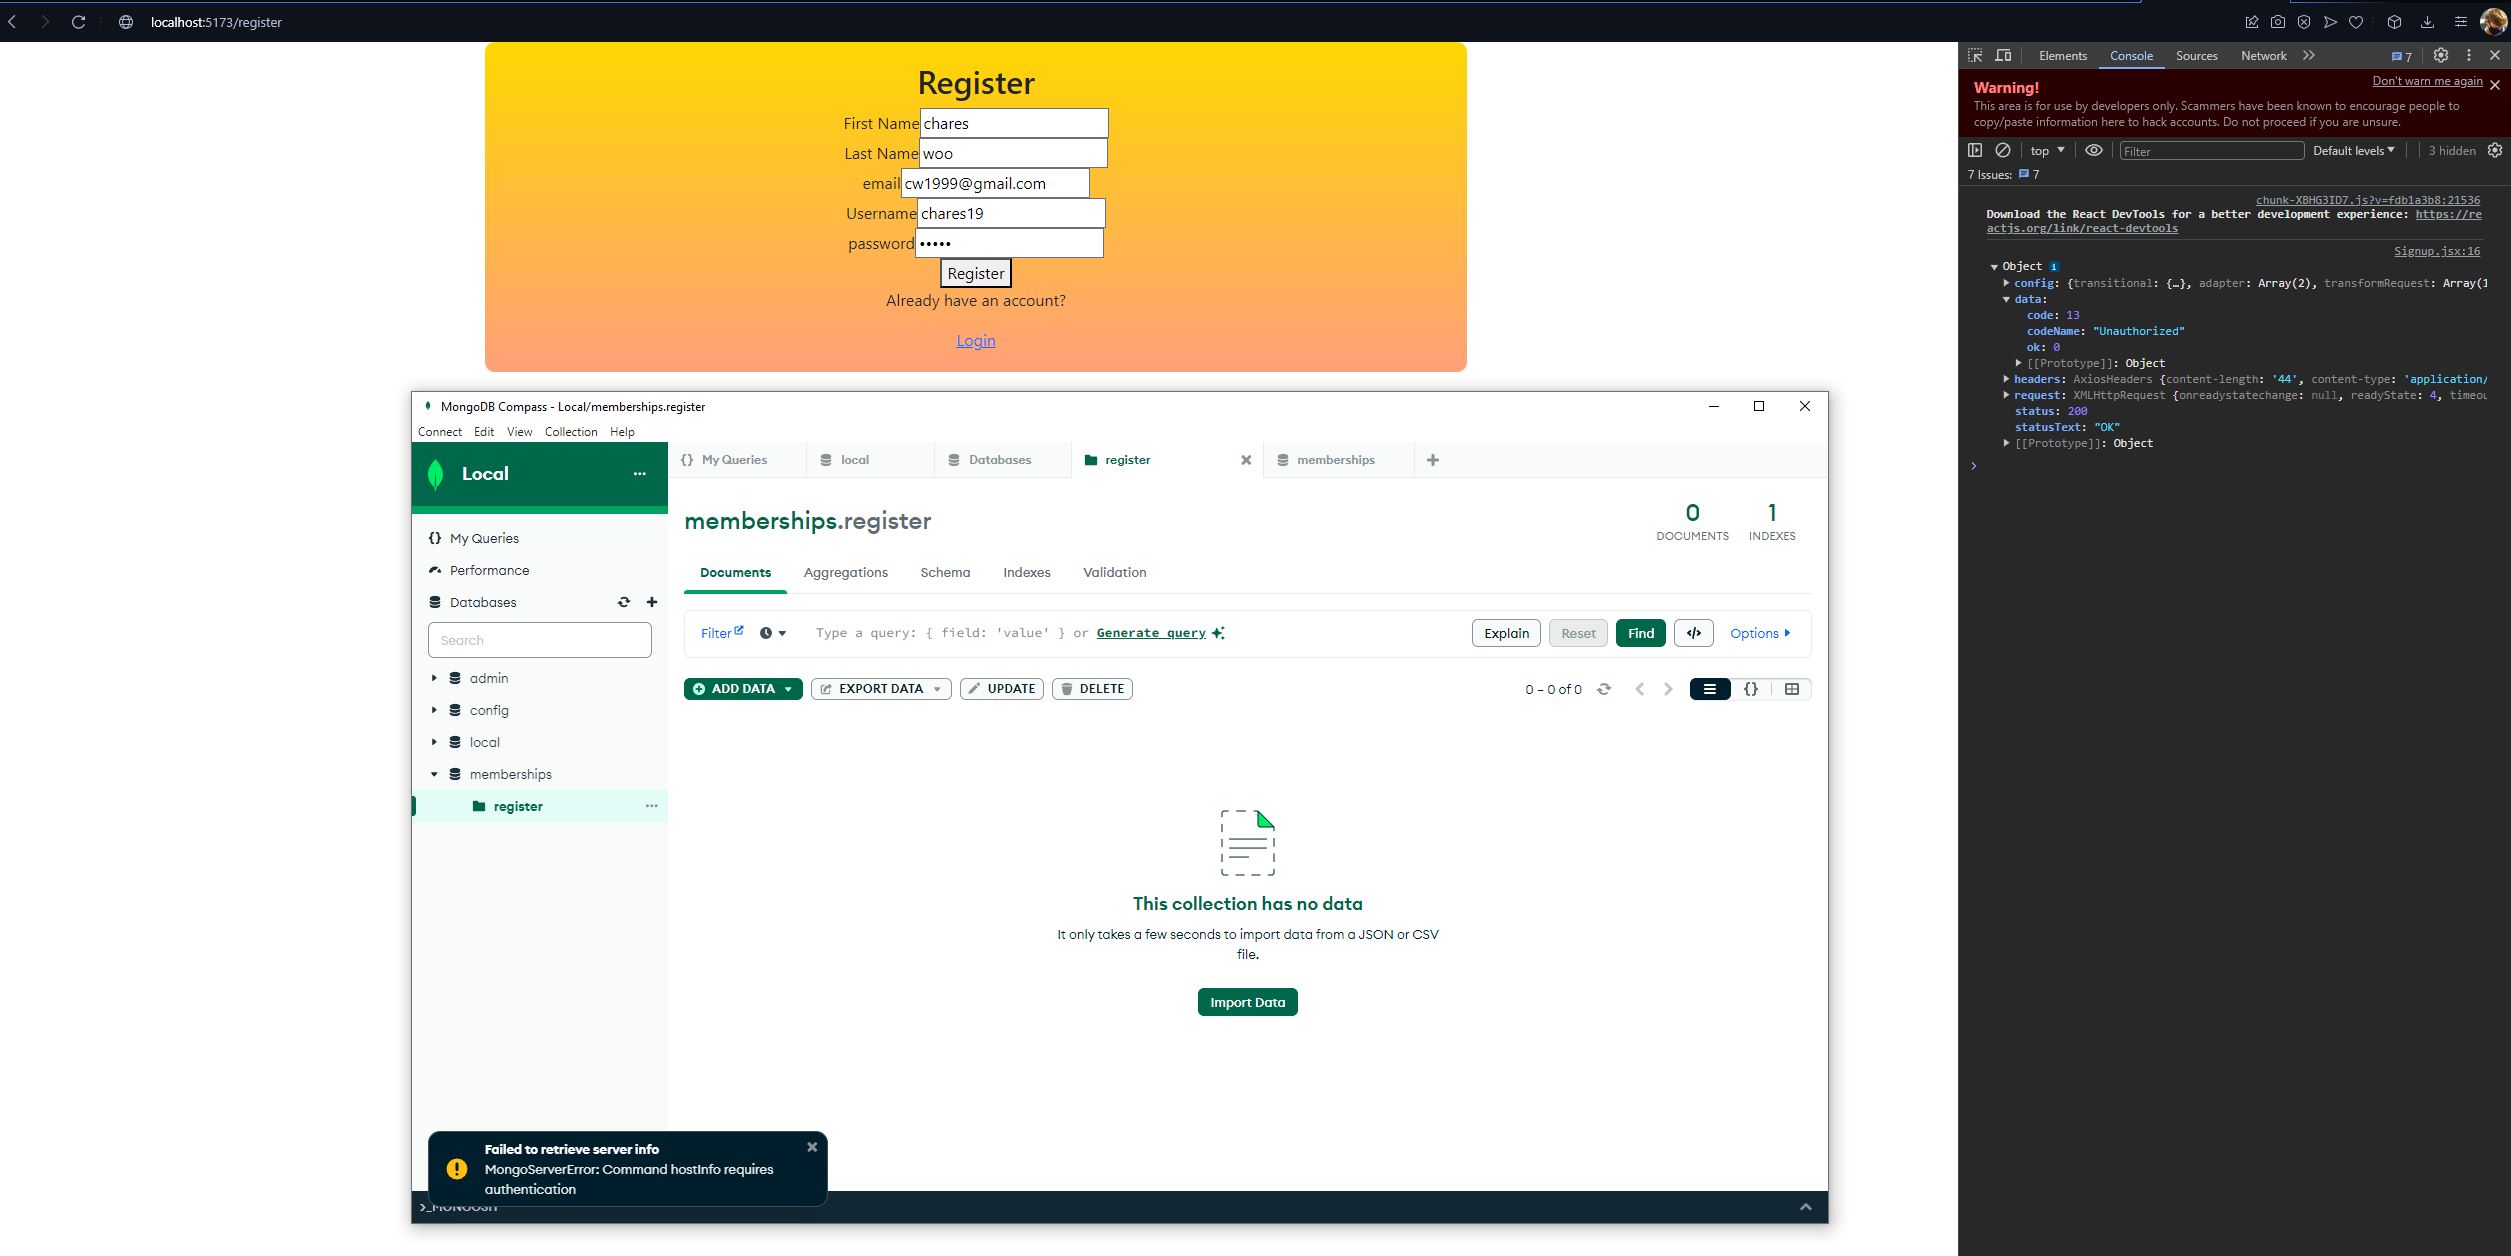 localhost:5173/register
Register
First Name chares
Last Name woo
email cw1999@gmail.com
Username chares19
password •••••
Register
Already have an account?
Login
Elements Console Sources Network 7
Warning!
Don't warn me again
This area is for use by developers only. Scammers have been known to encourage people to
copy/paste information here to hack accounts. Do not proceed if you are unsure.
top Filter Default levels 3 hidden
7 Issues: 7
chunk-XBHG3ID7.js?v=fdb1a3b8:21536
Download the React DevTools for a better development experience: https://re
actjs.org/link/react-devtools
Signup.jsx:16
Object i
config: {transitional: {…}, adapter: Array(2), transformRequest: Array(1
data:
code: 13
codeName: "Unauthorized"
ok: 0
[[Prototype]]: Object
headers: AxiosHeaders {content-length: '44', content-type: 'application/
request: XMLHttpRequest {onreadystatechange: null, readyState: 4, timeou
status: 200
statusText: "OK"
[[Prototype]]: Object
MongoDB Compass - Local/memberships.register
Connect Edit View Collection Help
Local
My Queries
Performance
Databases
Search
admin
config
local
memberships
register
My Queries local Databases register memberships
memberships.register
0
DOCUMENTS
1
INDEXES
Documents Aggregations Schema Indexes Validation
Filter Type a query: { field: 'value' } or Generate query Explain Reset Find </> Options
ADD DATA EXPORT DATA UPDATE DELETE 0 – 0 of 0 {}
This collection has no data
It only takes a few seconds to import data from a JSON or CSV
file.
Import Data
Failed to retrieve server info
MongoServerError: Command hostInfo requires
authentication
>_MONGOSH